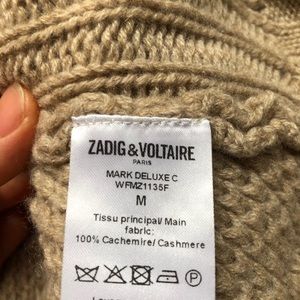 ZADIG & VOLTAIRE
PARIS
MARK DELUXE C
WFMZ1135F
M
Tissu principal/ Main
fabric:
100% Cachemire/ Cashmere